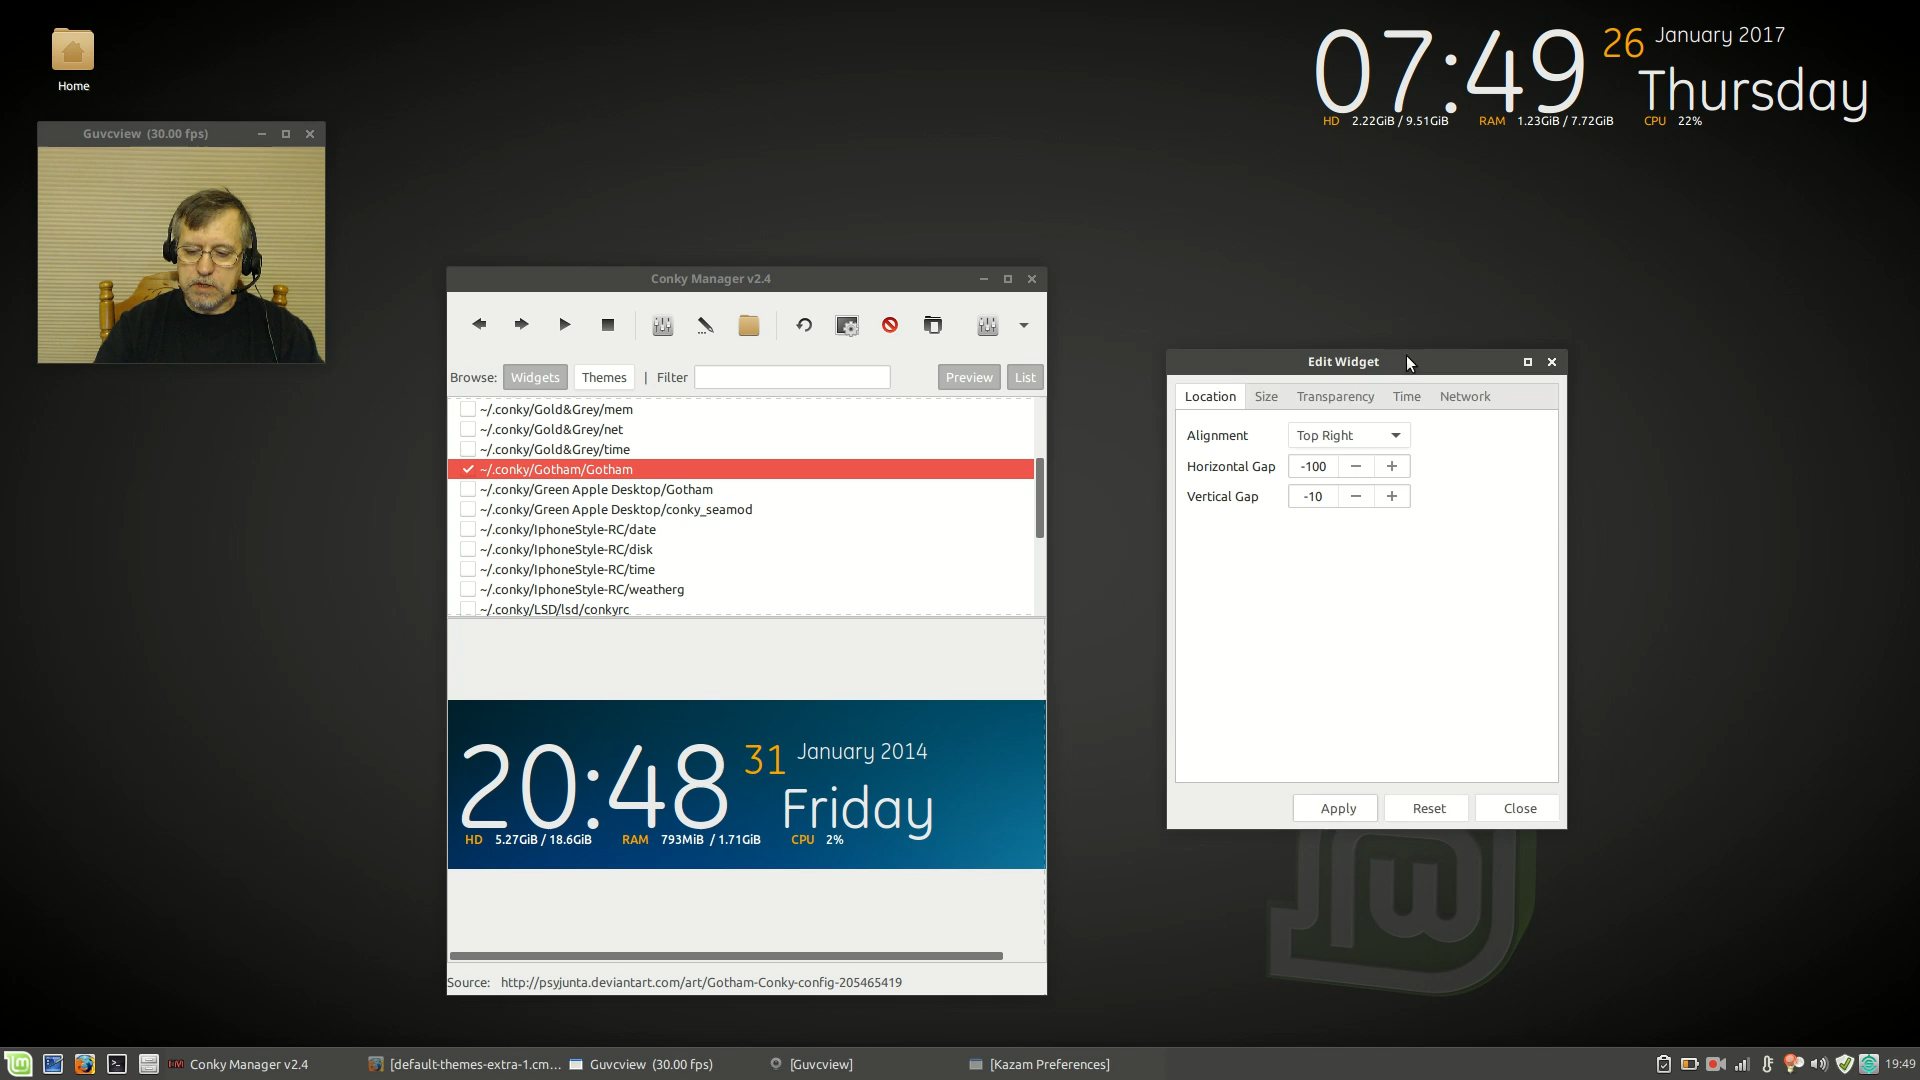 Home
07:49 26 January 2017
Thursday
HD 2.22GiB / 9.51GiB RAM 1.23GiB / 7.72GiB CPU 22%
Guvcview (30.00 fps)
Conky Manager v2.4
Browse: Widgets Themes | Filter Preview List
~/.conky/Gold&Grey/mem
~/.conky/Gold&Grey/net
~/.conky/Gold&Grey/time
~/.conky/Gotham/Gotham
~/.conky/Green Apple Desktop/Gotham
~/.conky/Green Apple Desktop/conky_seamod
~/.conky/IphoneStyle-RC/date
~/.conky/IphoneStyle-RC/disk
~/.conky/IphoneStyle-RC/time
~/.conky/IphoneStyle-RC/weatherg
~/.conky/LSD/lsd/conkyrc
20:48 31 January 2014
Friday
HD 5.27GiB / 18.6GiB RAM 793MiB / 1.71GiB CPU 2%
Source: http://psyjunta.deviantart.com/art/Gotham-Conky-config-205465419
Edit Widget
Location Size Transparency Time Network
Alignment Top Right
Horizontal Gap -100
Vertical Gap -10
Apply Reset Close
Conky Manager v2.4 [default-themes-extra-1.cm... Guvcview (30.00 fps) [Guvcview] [Kazam Preferences] 19:49